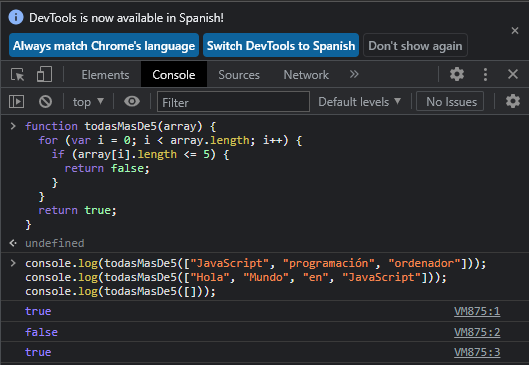 DevTools is now available in Spanish!
Always match Chrome's language Switch DevTools to Spanish Don't show again
Elements Console Sources Network »
top ▾ Filter Default levels ▾ No Issues
> function todasMasDe5(array) {
for (var i = 0; i < array.length; i++) {
if (array[i].length <= 5) {
return false;
}
}
return true;
}
undefined
> console.log(todasMasDe5(["JavaScript", "programación", "ordenador"]));
console.log(todasMasDe5(["Hola", "Mundo", "en", "JavaScript"]));
console.log(todasMasDe5([]));
true VM875:1
false VM875:2
true VM875:3